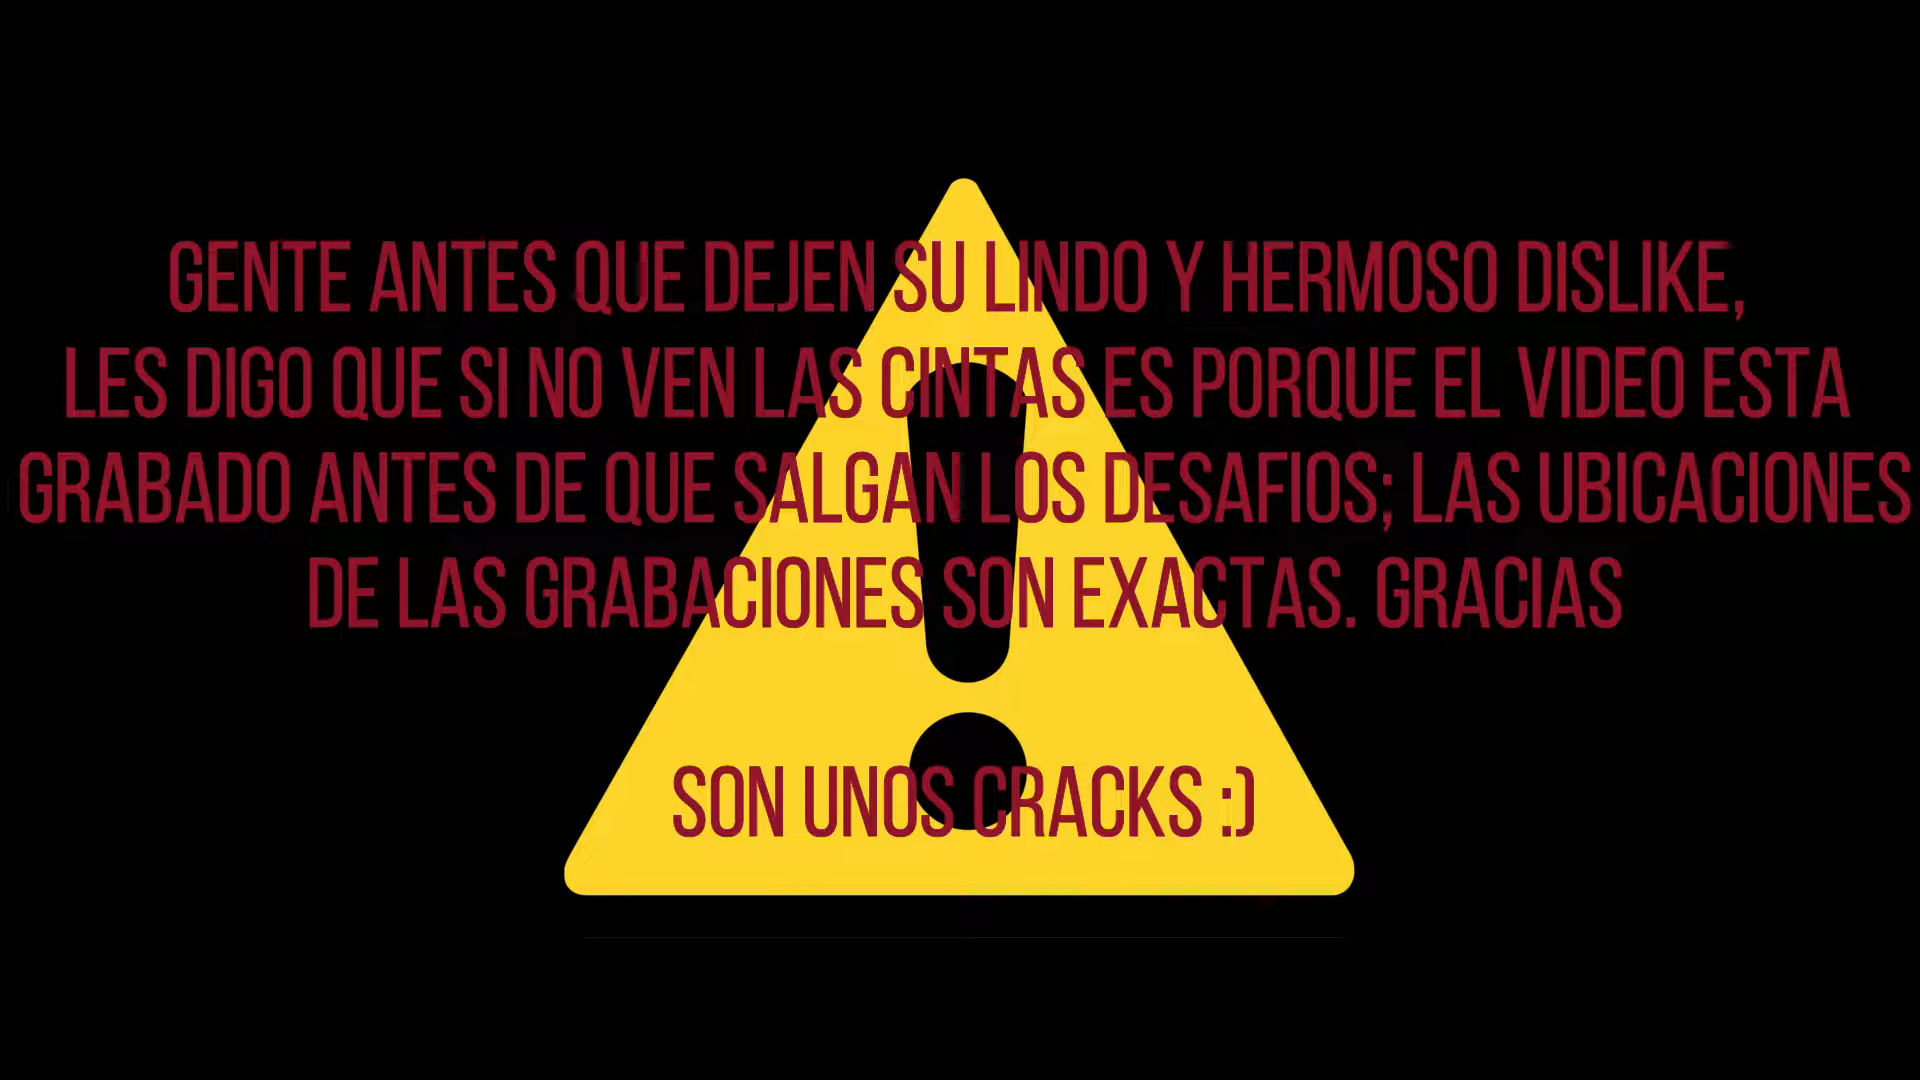 GENTE ANTES QUE DEJEN SU LINDO Y HERMOSO DISLIKE,
LES DIGO QUE SI NO VEN LAS CINTAS ES PORQUE EL VIDEO ESTA
GRABADO ANTES DE QUE SALGAN LOS DESAFIOS; LAS UBICACIONES
DE LAS GRABACIONES SON EXACTAS. GRACIAS
SON UNOS CRACKS :)